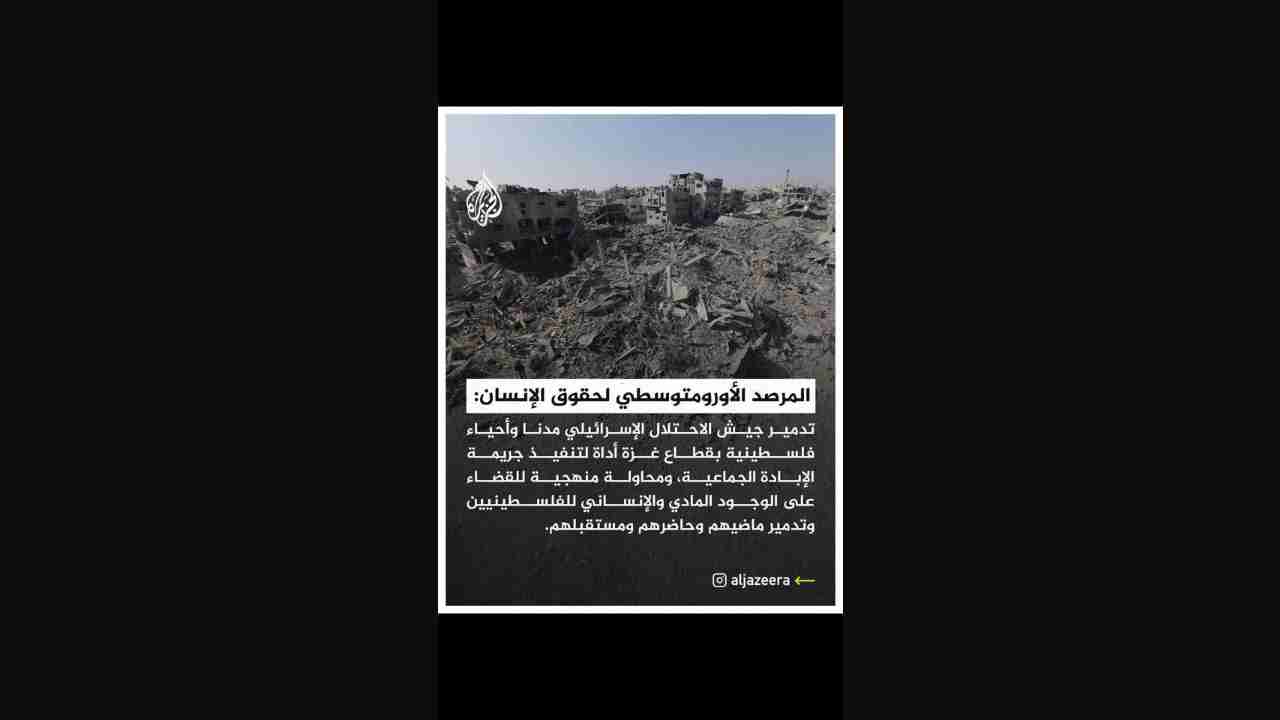 الجزيرة
المرصد الأورومتوسطي لحقوق الإنسان:
تدمير جيش الاحتلال الإسرائيلي مدنا وأحياء
فلسطينية بقطاع غزة أداة لتنفيذ جريمة
الإبادة الجماعية، ومحاولة منهجية للقضاء
على الوجود المادي والإنساني للفلسطينيين
وتدمير ماضيهم وحاضرهم ومستقبلهم.
aljazeera